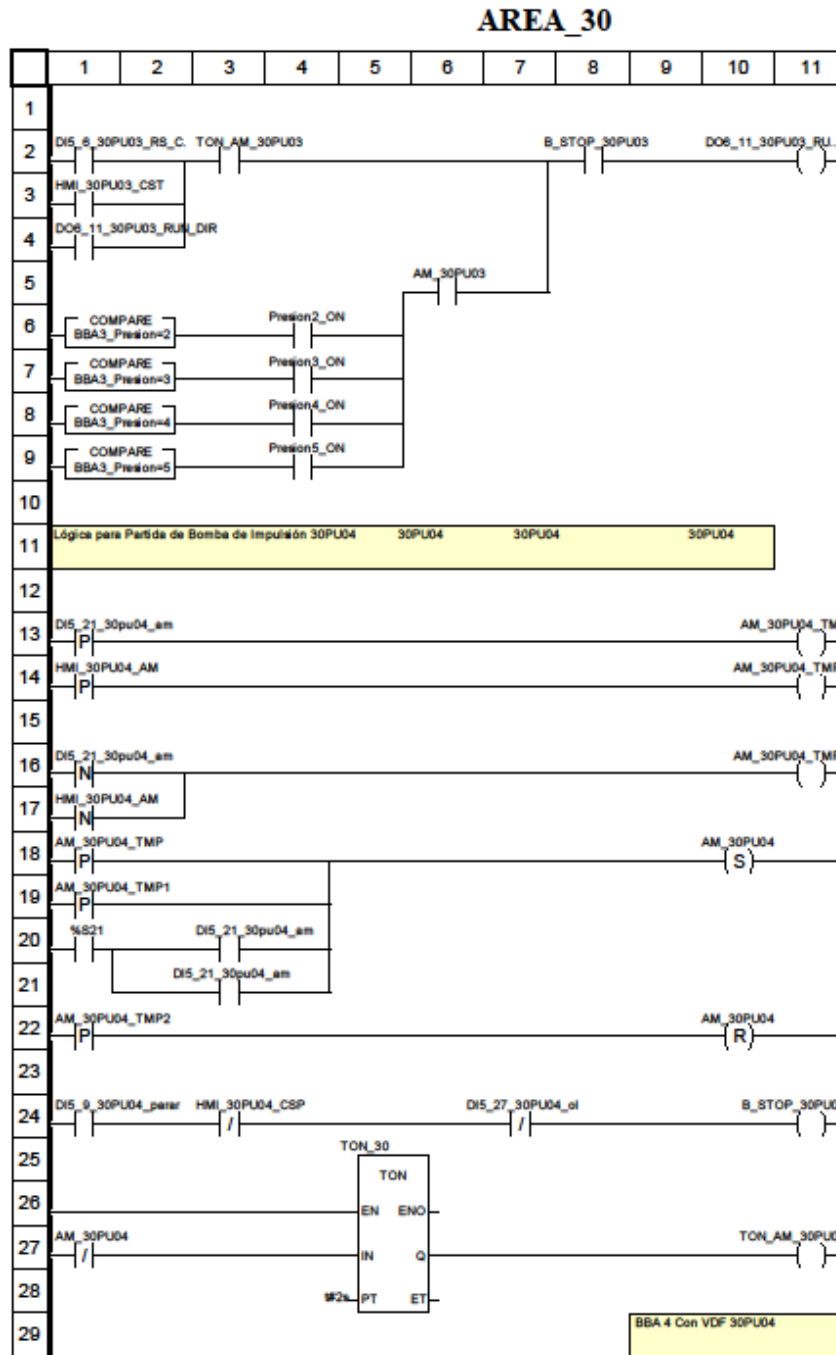 AREA_30
1 2 3 4 5 6 7 8 9 10 11
1
DI5_6_30PU03_RS_C. TON_AM_30PU03 B_STOP_30PU03 DO6_11_30PU03_RU...
2
HMI_30PU03_CST
3
DO6_11_30PU03_RUN_DIR
4
AM_30PU03
5
COMPARE Presion2_ON
6
BBA3_Presion=2
COMPARE Presion3_ON
7
BBA3_Presion=3
COMPARE Presion4_ON
8
BBA3_Presion=4
COMPARE Presion5_ON
9
BBA3_Presion=5
10
11
Lógica para Partida de Bomba de Impulsión 30PU04 30PU04 30PU04 30PU04
12
DI5_21_30pu04_am AM_30PU04_TM
13
P
HMI_30PU04_AM AM_30PU04_TMP
14
P
15
DI5_21_30pu04_am AM_30PU04_TMP
16
N
HMI_30PU04_AM
17
N
AM_30PU04_TMP AM_30PU04
18
P S
AM_30PU04_TMP1
19
P
%S21 DI5_21_30pu04_am
20
DI5_21_30pu04_am
21
AM_30PU04_TMP2 AM_30PU04
22
P R
23
DI5_9_30PU04_parar HMI_30PU04_CSP DI5_27_30PU04_ol B_STOP_30PU0
24
/ /
25
TON_30
TON
26
EN ENO
AM_30PU04 TON_AM_30PU0
27
/ IN Q
28
t#2s PT ET
29
BBA 4 Con VDF 30PU04